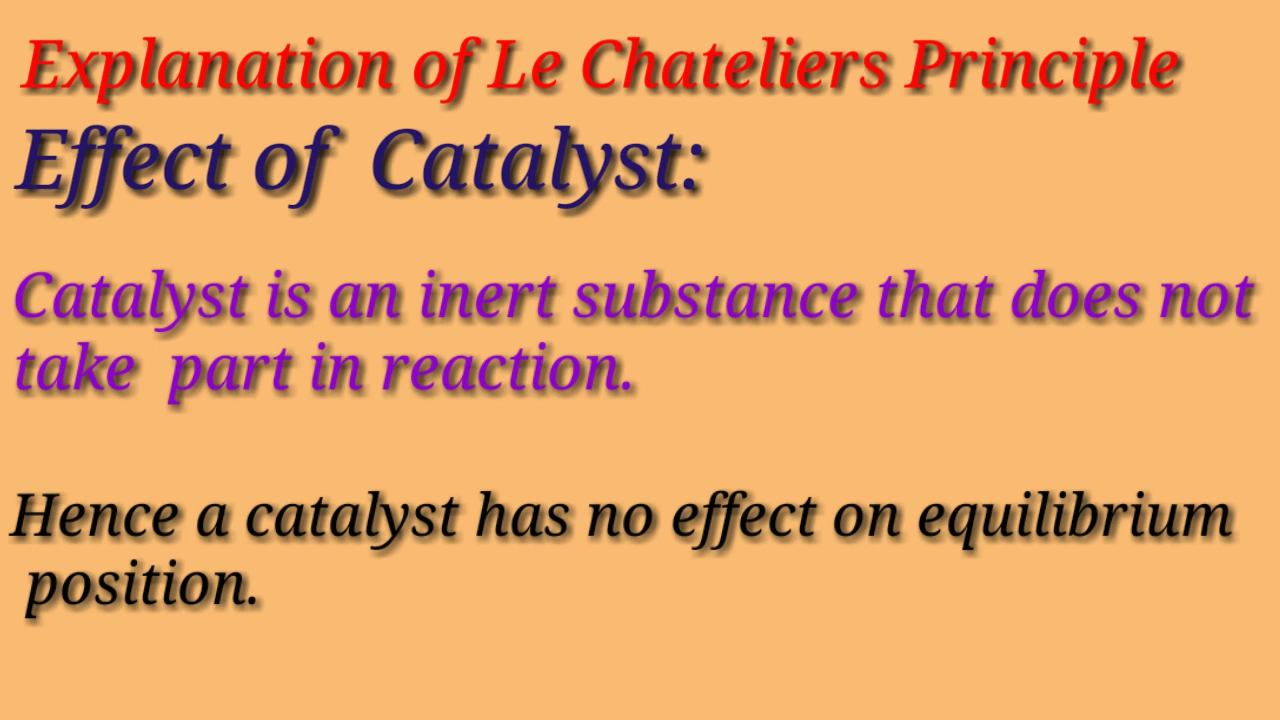 Explanation of Le Chateliers Principle
Effect of Catalyst:
Catalyst is an inert substance that does not
take part in reaction.
Hence a catalyst has no effect on equilibrium
position.